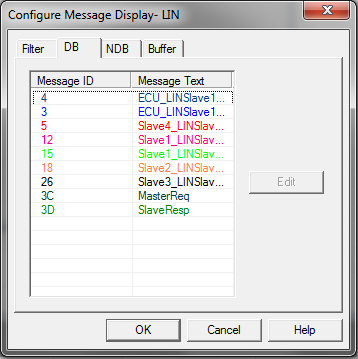 Configure Message Display- LIN
Filter DB NDB Buffer
Message ID Message Text
4 ECU_LINSlave1...
3 ECU_LINSlave1...
5 Slave4_LINSlav...
12 Slave1_LINSlav...
15 Slave1_LINSlav...
18 Slave2_LINSlav...
26 Slave3_LINSlav...
3C MasterReq
3D SlaveResp
Edit
OK Cancel Help